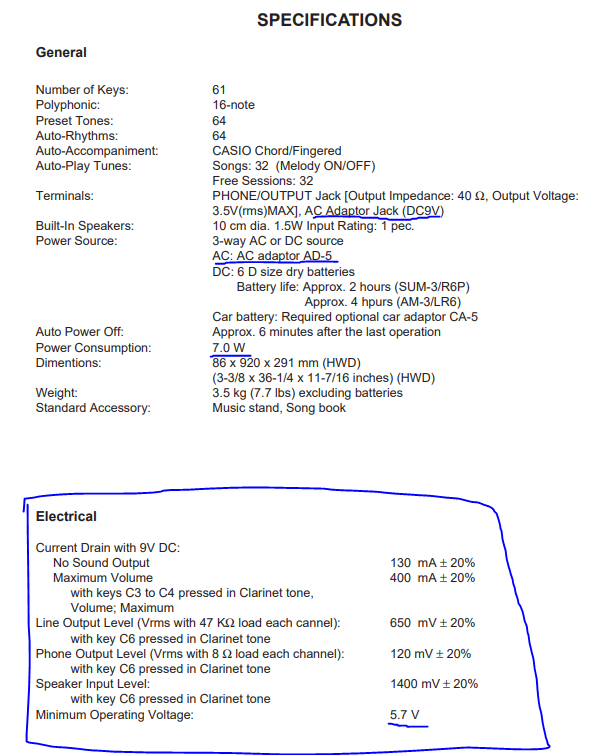 SPECIFICATIONS
General
Number of Keys: 61
Polyphonic: 16-note
Preset Tones: 64
Auto-Rhythms: 64
Auto-Accompaniment: CASIO Chord/Fingered
Auto-Play Tunes: Songs: 32 (Melody ON/OFF)
Free Sessions: 32
Terminals: PHONE/OUTPUT Jack [Output Impedance: 40 Ω, Output Voltage:
3.5V(rms)MAX], AC Adaptor Jack (DC9V)
Built-In Speakers: 10 cm dia. 1.5W Input Rating: 1 pec.
Power Source: 3-way AC or DC source
AC: AC adaptor AD-5
DC: 6 D size dry batteries
Battery life: Approx. 2 hours (SUM-3/R6P)
Approx. 4 hpurs (AM-3/LR6)
Car battery: Required optional car adaptor CA-5
Auto Power Off: Approx. 6 minutes after the last operation
Power Consumption: 7.0 W
Dimentions: 86 x 920 x 291 mm (HWD)
(3-3/8 x 36-1/4 x 11-7/16 inches) (HWD)
Weight: 3.5 kg (7.7 lbs) excluding batteries
Standard Accessory: Music stand, Song book
Electrical
Current Drain with 9V DC:
No Sound Output 130 mA ± 20%
Maximum Volume 400 mA ± 20%
with keys C3 to C4 pressed in Clarinet tone,
Volume; Maximum
Line Output Level (Vrms with 47 KΩ load each cannel): 650 mV ± 20%
with key C6 pressed in Clarinet tone
Phone Output Level (Vrms with 8 Ω load each channel): 120 mV ± 20%
with key C6 pressed in Clarinet tone
Speaker Input Level: 1400 mV ± 20%
with key C6 pressed in Clarinet tone
Minimum Operating Voltage: 5.7 V